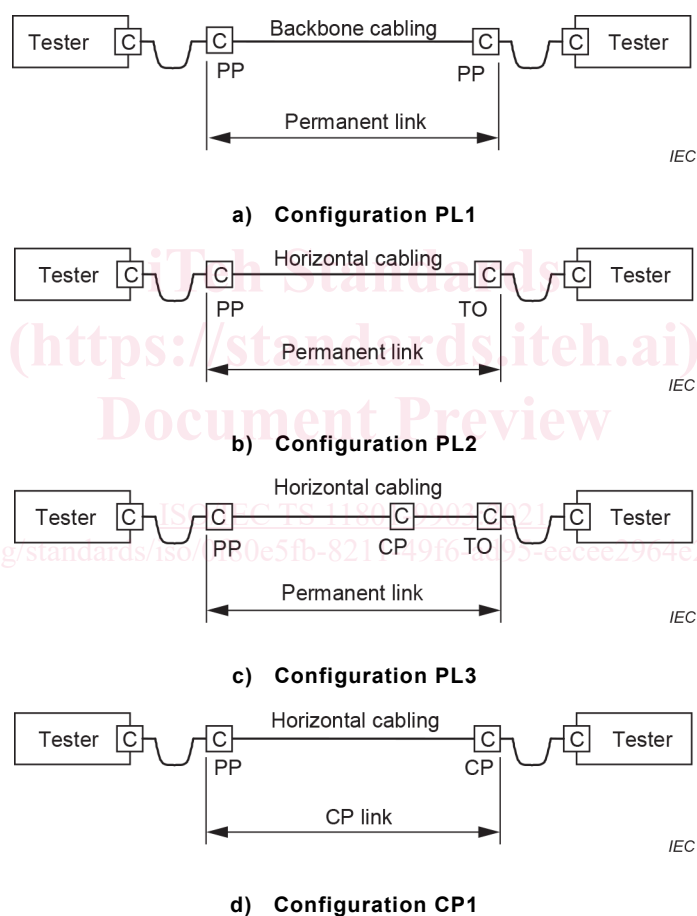 Tester C C Backbone cabling C C Tester
PP PP
Permanent link
IEC
a) Configuration PL1
Tester C C Horizontal cabling C C Tester
iTeh Standards
PP TO
(https://standards.iteh.ai)
Permanent link
IEC
Document Preview
b) Configuration PL2
Horizontal cabling
Tester C C C C C Tester
PP CP TO
Permanent link
IEC
c) Configuration PL3
Tester C C Horizontal cabling C C Tester
PP CP
CP link
IEC
d) Configuration CP1